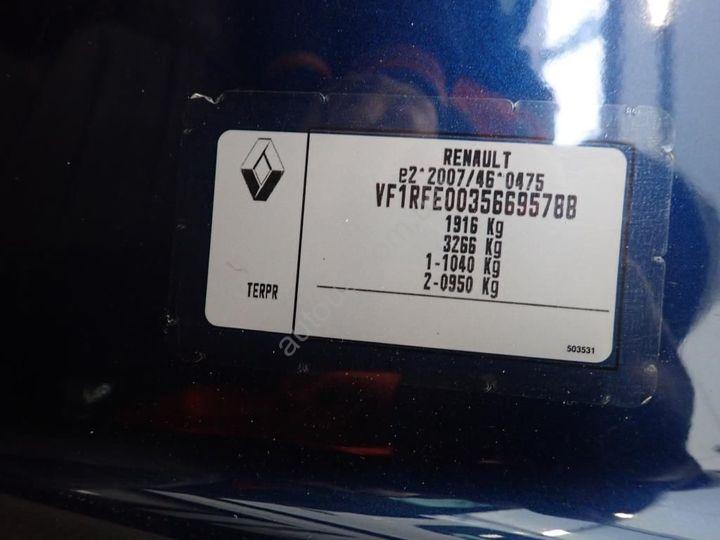 RENAULT
e2*2007/46*0475
VF1RFE00356695788
1916 Kg
3266 Kg
1-1040 Kg
2-0950 Kg
TERPR
503531